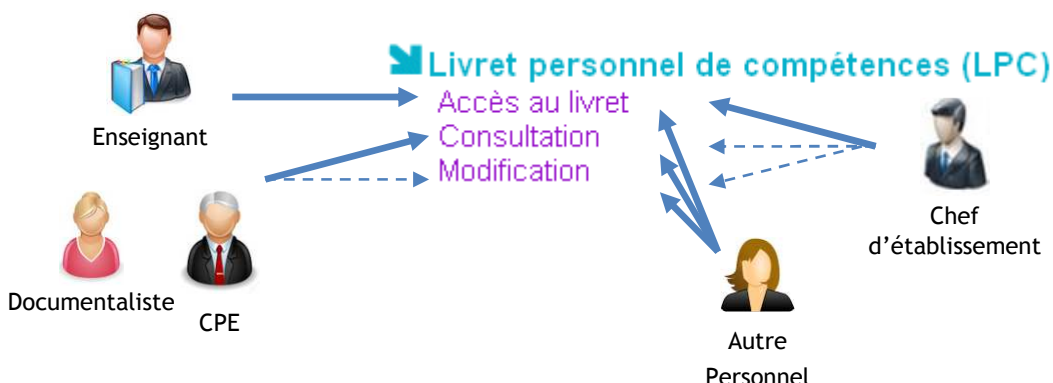 Livret personnel de compétences (LPC)
Accès au livret
Consultation
Modification
Enseignant
Documentaliste
CPE
Chef
d'établissement
Autre
Personnel